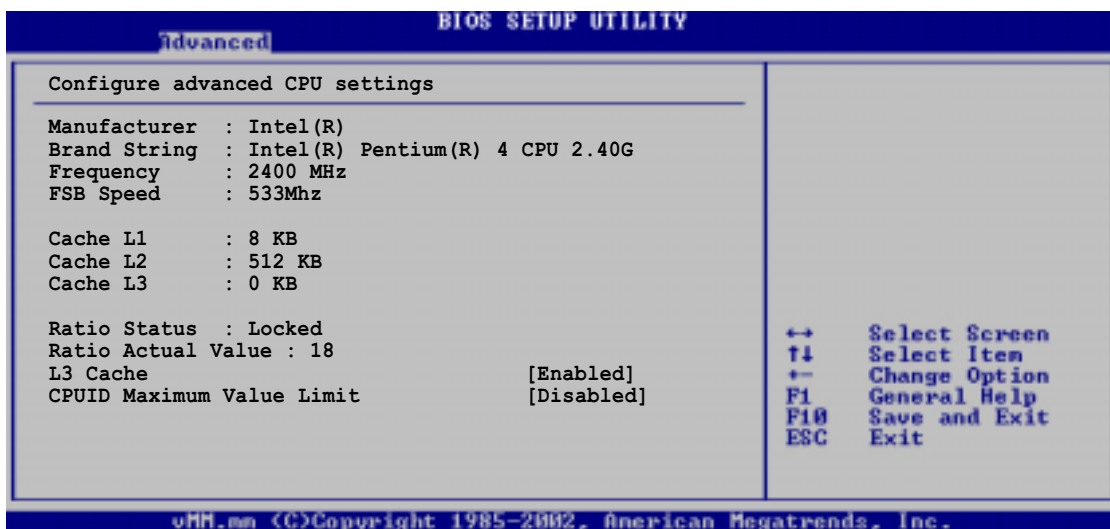 BIOS SETUP UTILITY
Advanced
Configure advanced CPU settings
Manufacturer : Intel(R)
Brand String : Intel(R) Pentium(R) 4 CPU 2.40G
Frequency : 2400 MHz
FSB Speed : 533Mhz
Cache L1 : 8 KB
Cache L2 : 512 KB
Cache L3 : 0 KB
Ratio Status : Locked
Ratio Actual Value : 18
L3 Cache [Enabled]
CPUID Maximum Value Limit [Disabled]
←→ Select Screen
↑↓ Select Item
+- Change Option
F1 General Help
F10 Save and Exit
ESC Exit
vMM.mm (C)Copyright 1985-2002, American Megatrends, Inc.